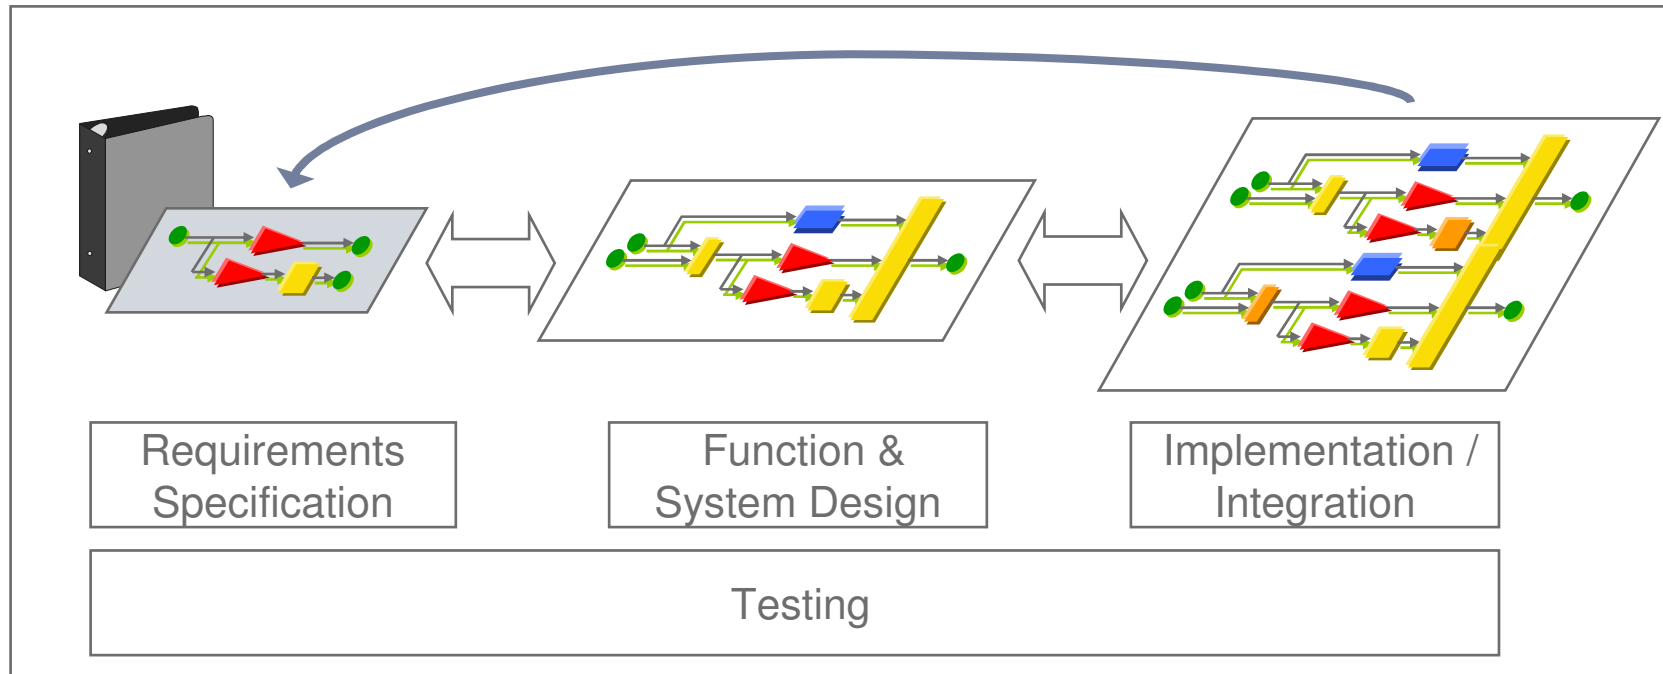 Requirements
Specification
Function &
System Design
Implementation /
Integration
Testing